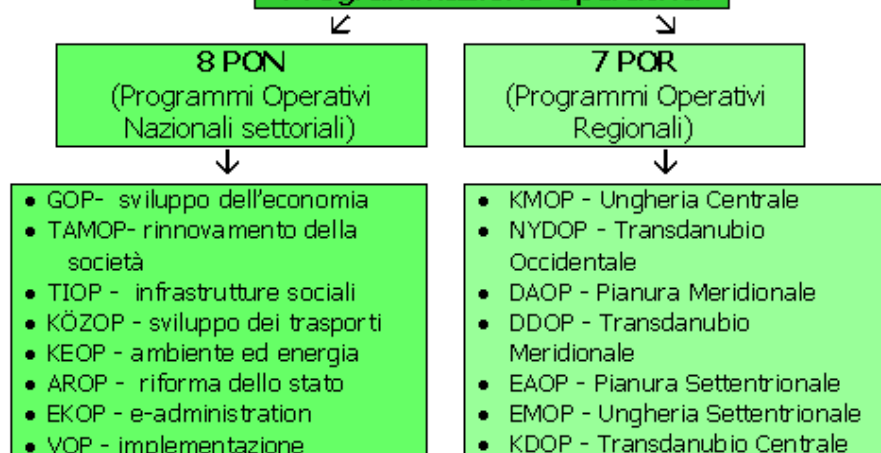 Programmazione operativa
8 PON
(Programmi Operativi
Nazionali settoriali)
7 POR
(Programmi Operativi
Regionali)
• GOP- sviluppo dell'economia
• TAMOP- rinnovamento della
società
• TIOP - infrastrutture sociali
• KÖZOP - sviluppo dei trasporti
• KEOP - ambiente ed energia
• AROP - riforma dello stato
• EKOP - e-administration
• VOP - implementazione
• KMOP - Ungheria Centrale
• NYDOP - Transdanubio
Occidentale
• DAOP - Pianura Meridionale
• DDOP - Transdanubio
Meridionale
• EAOP - Pianura Settentrionale
• EMOP - Ungheria Settentrionale
• KDOP - Transdanubio Centrale